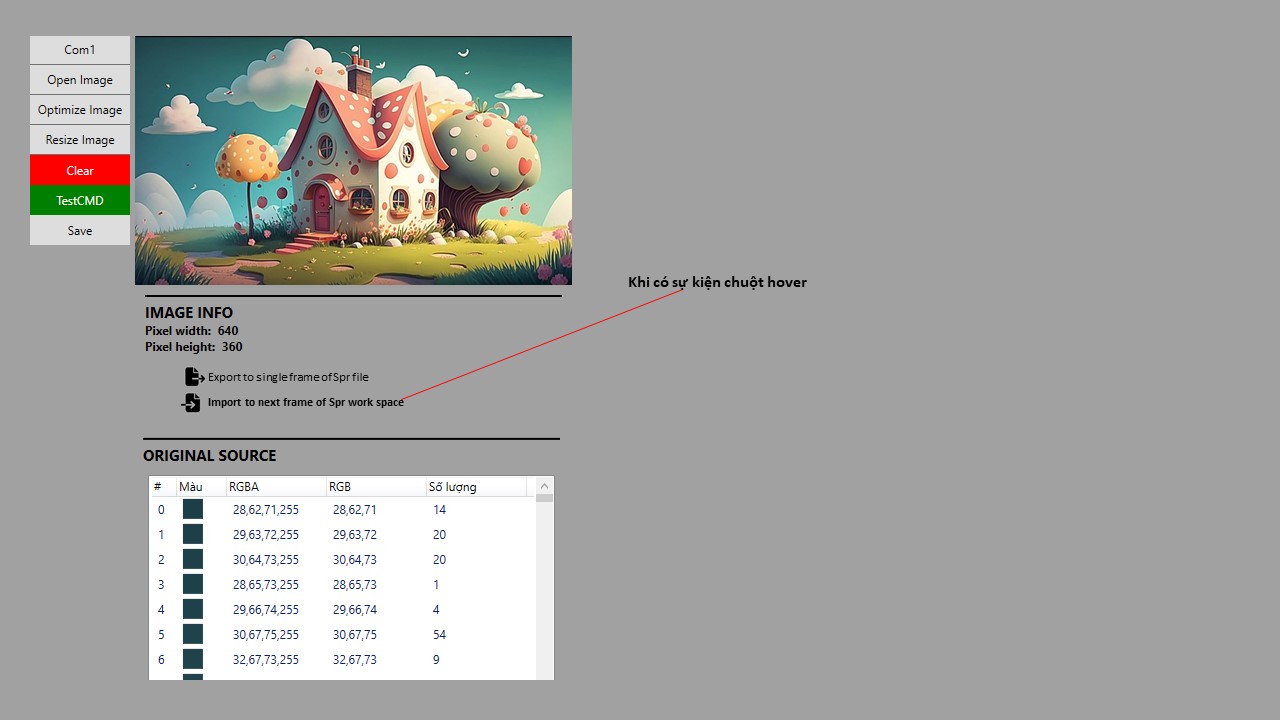 Com1
Open Image
Optimize Image
Resize Image
Clear
TestCMD
Save
Khi có sự kiện chuột hover
IMAGE INFO
Pixel width: 640
Pixel height: 360
Export to single frame of Spr file
Import to next frame of Spr work space
ORIGINAL SOURCE
# Màu RGBA RGB Số lượng
0 28,62,71,255 28,62,71 14
1 29,63,72,255 29,63,72 20
2 30,64,73,255 30,64,73 20
3 28,65,73,255 28,65,73 1
4 29,66,74,255 29,66,74 4
5 30,67,75,255 30,67,75 54
6 32,67,73,255 32,67,73 9